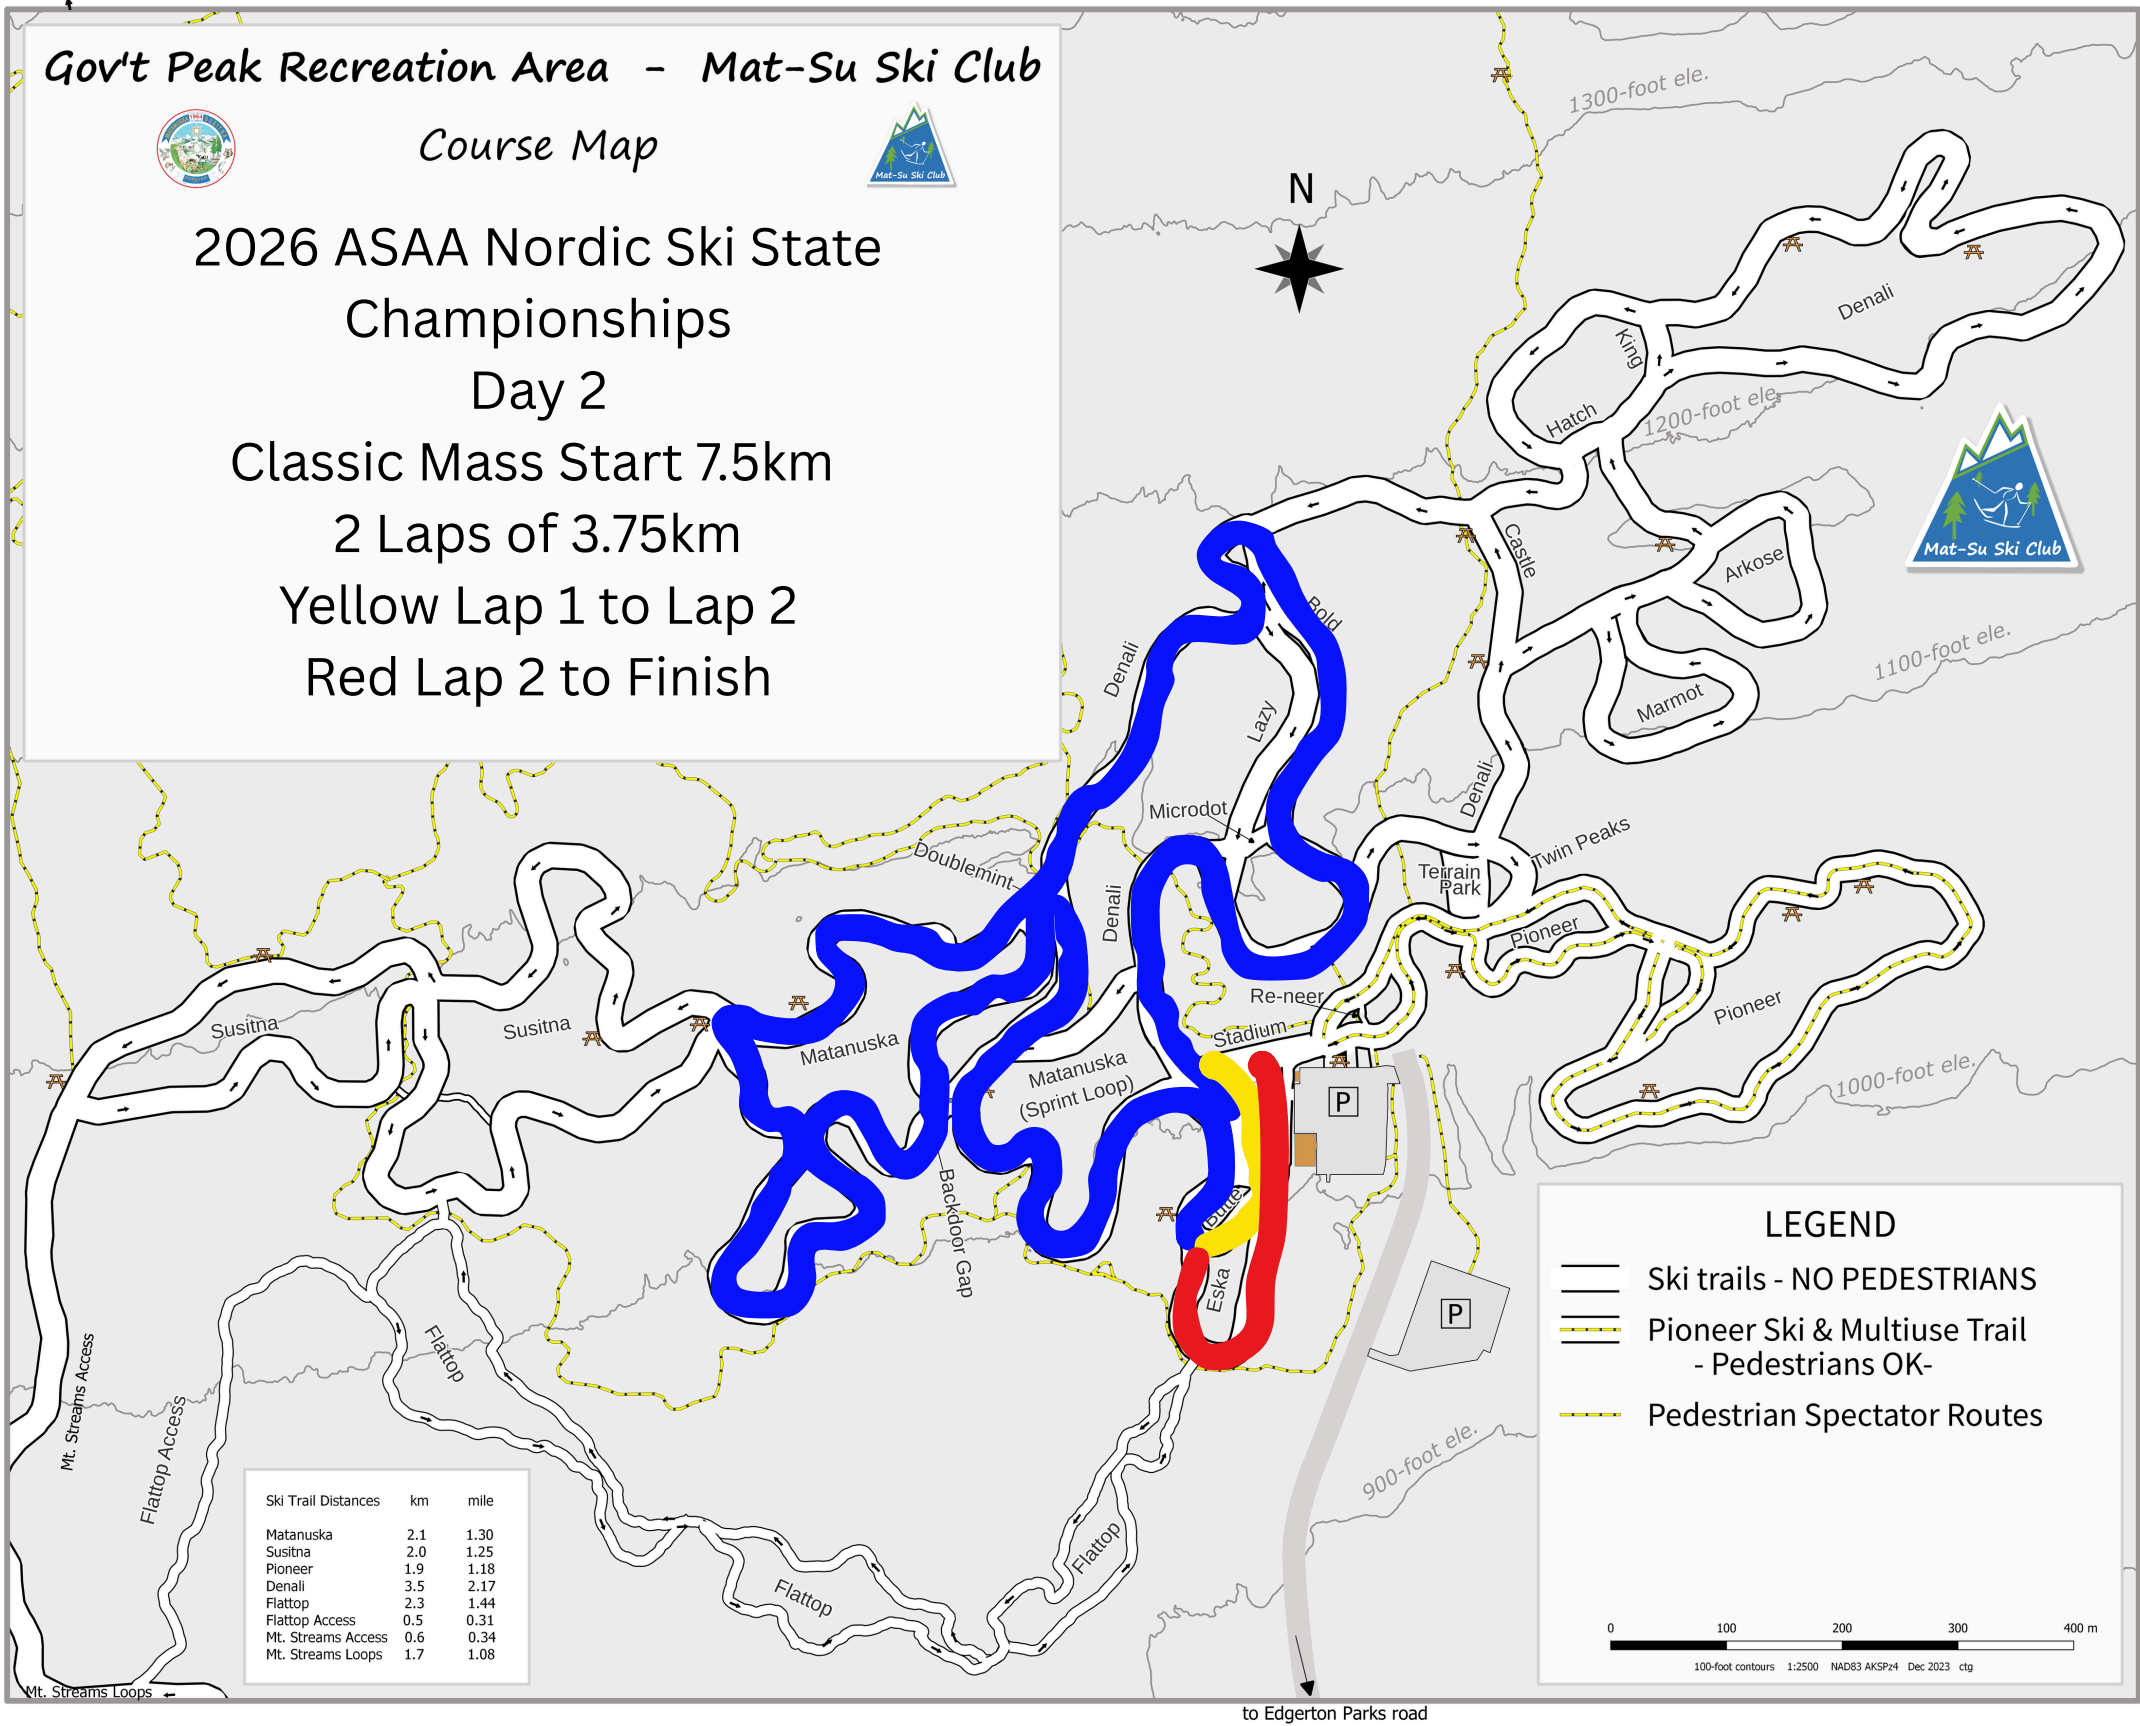 Gov't Peak Recreation Area - Mat-Su Ski Club
Course Map
Mat-Su Ski Club
2026 ASAA Nordic Ski State
Championships
Day 2
Classic Mass Start 7.5km
2 Laps of 3.75km
Yellow Lap 1 to Lap 2
Red Lap 2 to Finish
N
1300-foot ele.
Denali
King
Hatch
1200-foot ele.
Mat-Su Ski Club
Castle
Arkose
Bold
Denali
1100-foot ele.
Marmot
Lazy
Denali
Microdot
Twin Peaks
Doublemint
Terrain
Park
Denali
Pioneer
Re-neer
Pioneer
Susitna
Susitna
Stadium
Matanuska
Matanuska
(Sprint Loop)
1000-foot ele.
P
Backdoor Gap
Butte
Eska
P
Flattop
Mt. Streams Access
Flattop Access
900-foot ele.
Flattop
Flattop
Mt. Streams Loops
Ski Trail Distances km mile
Matanuska 2.1 1.30
Susitna 2.0 1.25
Pioneer 1.9 1.18
Denali 3.5 2.17
Flattop 2.3 1.44
Flattop Access 0.5 0.31
Mt. Streams Access 0.6 0.34
Mt. Streams Loops 1.7 1.08
LEGEND
Ski trails - NO PEDESTRIANS
Pioneer Ski & Multiuse Trail
- Pedestrians OK-
Pedestrian Spectator Routes
0 100 200 300 400 m
100-foot contours 1:2500 NAD83 AKSPz4 Dec 2023 ctg
to Edgerton Parks road